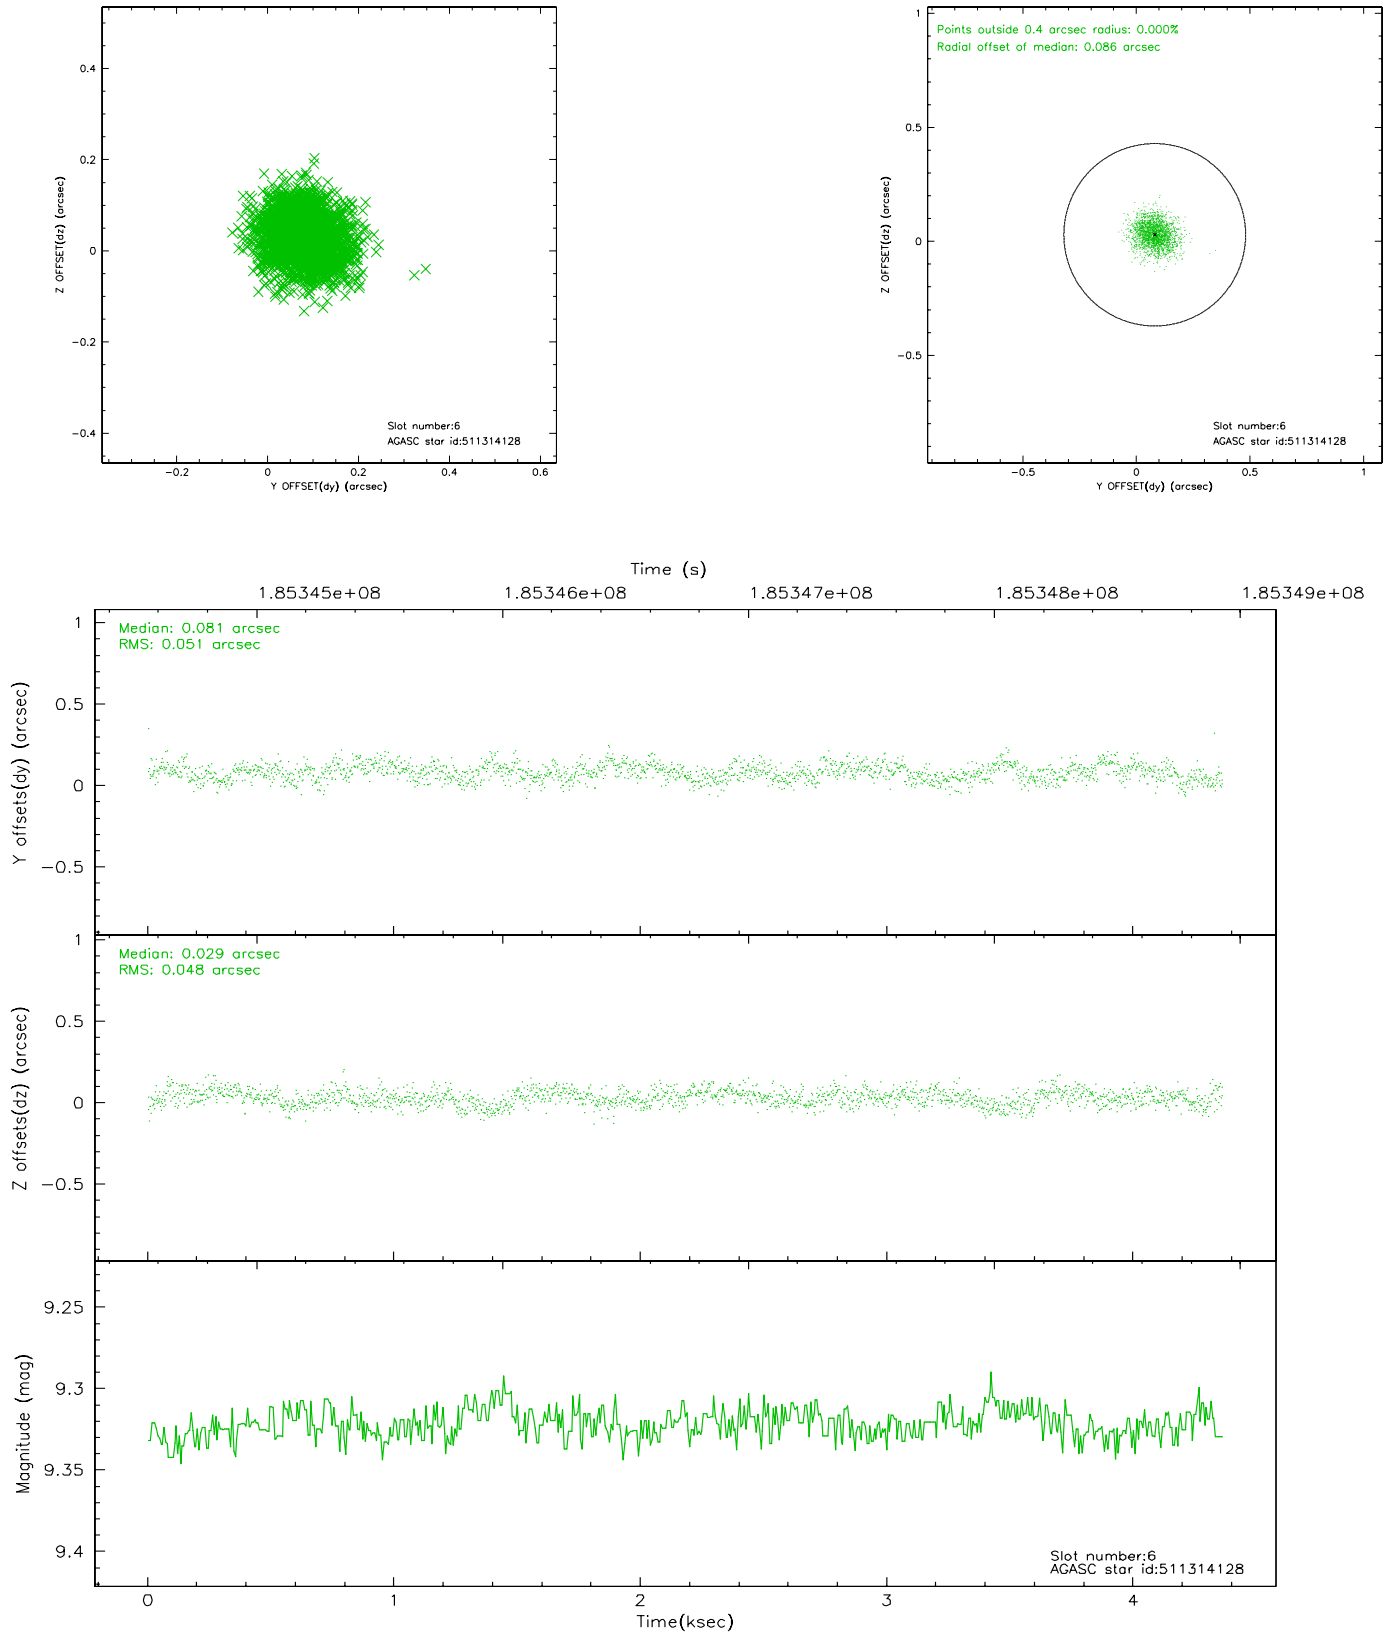 0.4
0.2
0
−0.2
−0.4
Z OFFSET(dz) (arcsec)
Slot number:6
AGASC star id:511314128
−0.2 0 0.2 0.4 0.6
Y OFFSET(dy) (arcsec)
Points outside 0.4 arcsec radius: 0.000%
Radial offset of median: 0.086 arcsec
1
0.5
0
−0.5
Z OFFSET(dz) (arcsec)
Slot number:6
AGASC star id:511314128
−0.5 0 0.5 1
Y OFFSET(dy) (arcsec)
Time (s)
1.85345e+08 1.85346e+08 1.85347e+08 1.85348e+08 1.85349e+08
Median: 0.081 arcsec
RMS: 0.051 arcsec
1
0.5
0
−0.5
Y offsets(dy) (arcsec)
Median: 0.029 arcsec
RMS: 0.048 arcsec
1
0.5
0
−0.5
Z offsets(dz) (arcsec)
9.25
9.3
9.35
9.4
Magnitude (mag)
Slot number:6
AGASC star id:511314128
0 1 2 3 4
Time(ksec)